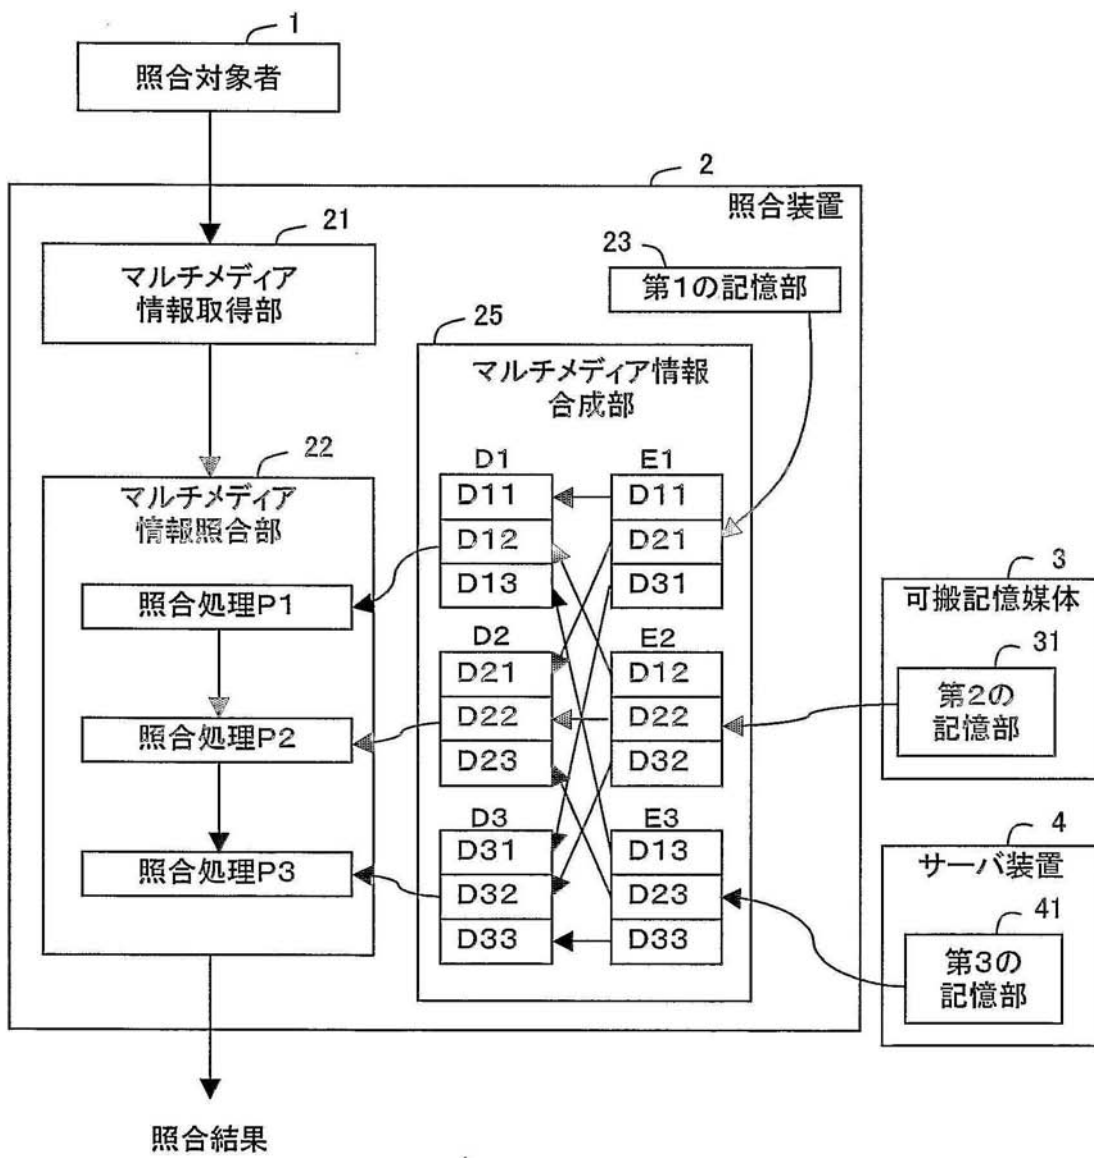 1
照合対象者
2
照合装置
21
マルチメディア
情報取得部
23
第1の記憶部
25
マルチメディア情報
合成部
22
マルチメディア
情報照合部
照合処理P1
照合処理P2
照合処理P3
D1
D11
D12
D13
D2
D21
D22
D23
D3
D31
D32
D33
E1
D11
D21
D31
E2
D12
D22
D32
E3
D13
D23
D33
3
可搬記憶媒体
31
第2の
記憶部
4
サーバ装置
41
第3の
記憶部
照合結果